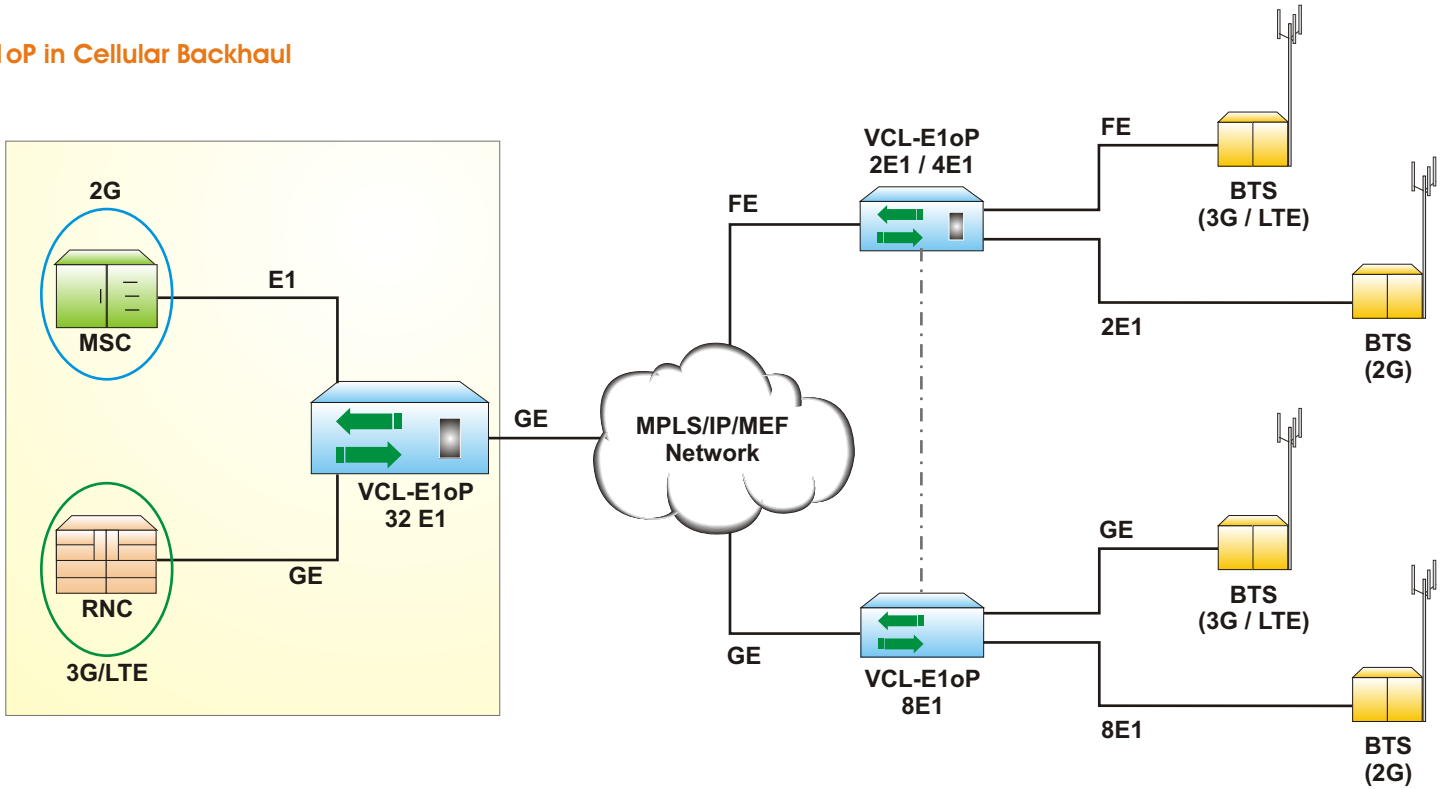 1oP in Cellular Backhaul
2G
MSC
E1
RNC
3G/LTE
GE
VCL-E1oP
32 E1
GE
MPLS/IP/MEF
Network
FE
VCL-E1oP
2E1 / 4E1
FE
BTS
(3G / LTE)
2E1
BTS
(2G)
GE
VCL-E1oP
8E1
GE
BTS
(3G / LTE)
8E1
BTS
(2G)